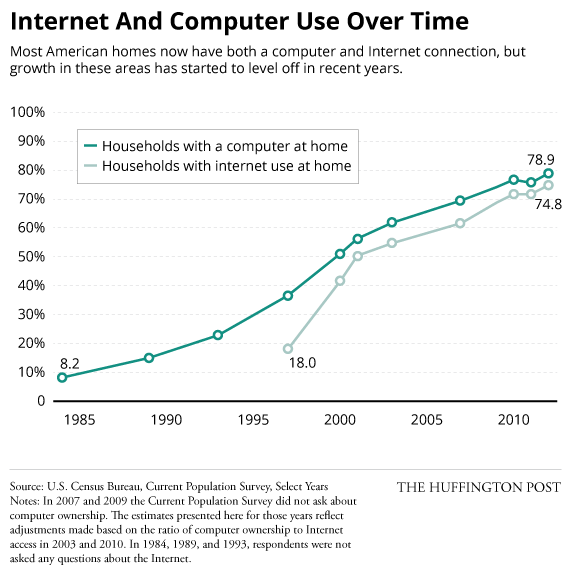 Internet And Computer Use Over Time
Most American homes now have both a computer and Internet connection, but
growth in these areas has started to level off in recent years.
100%
90%
80%
70%
60%
50%
40%
30%
20%
10%
0
Households with a computer at home
Households with internet use at home
78.9
74.8
8.2
18.0
1985
1990
1995
2000
2005
2010
Source: U.S. Census Bureau, Current Population Survey, Select Years
Notes: In 2007 and 2009 the Current Population Survey did not ask about
computer ownership. The estimates presented here for those years reflect
adjustments made based on the ratio of computer ownership to Internet
access in 2003 and 2010. In 1984, 1989, and 1993, respondents were not
asked any questions about the Internet.
THE HUFFINGTON POST